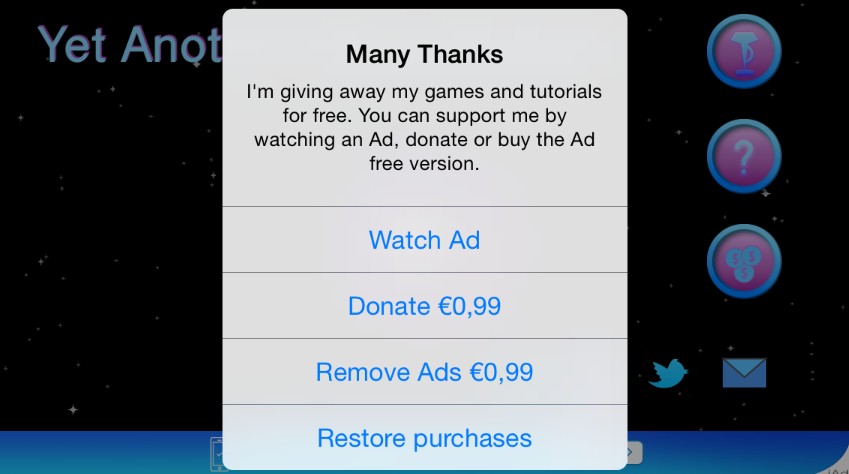 Yet Anot
Many Thanks
I'm giving away my games and tutorials
for free. You can support me by
watching an Ad, donate or buy the Ad
free version.
Watch Ad
Donate €0,99
Remove Ads €0,99
Restore purchases